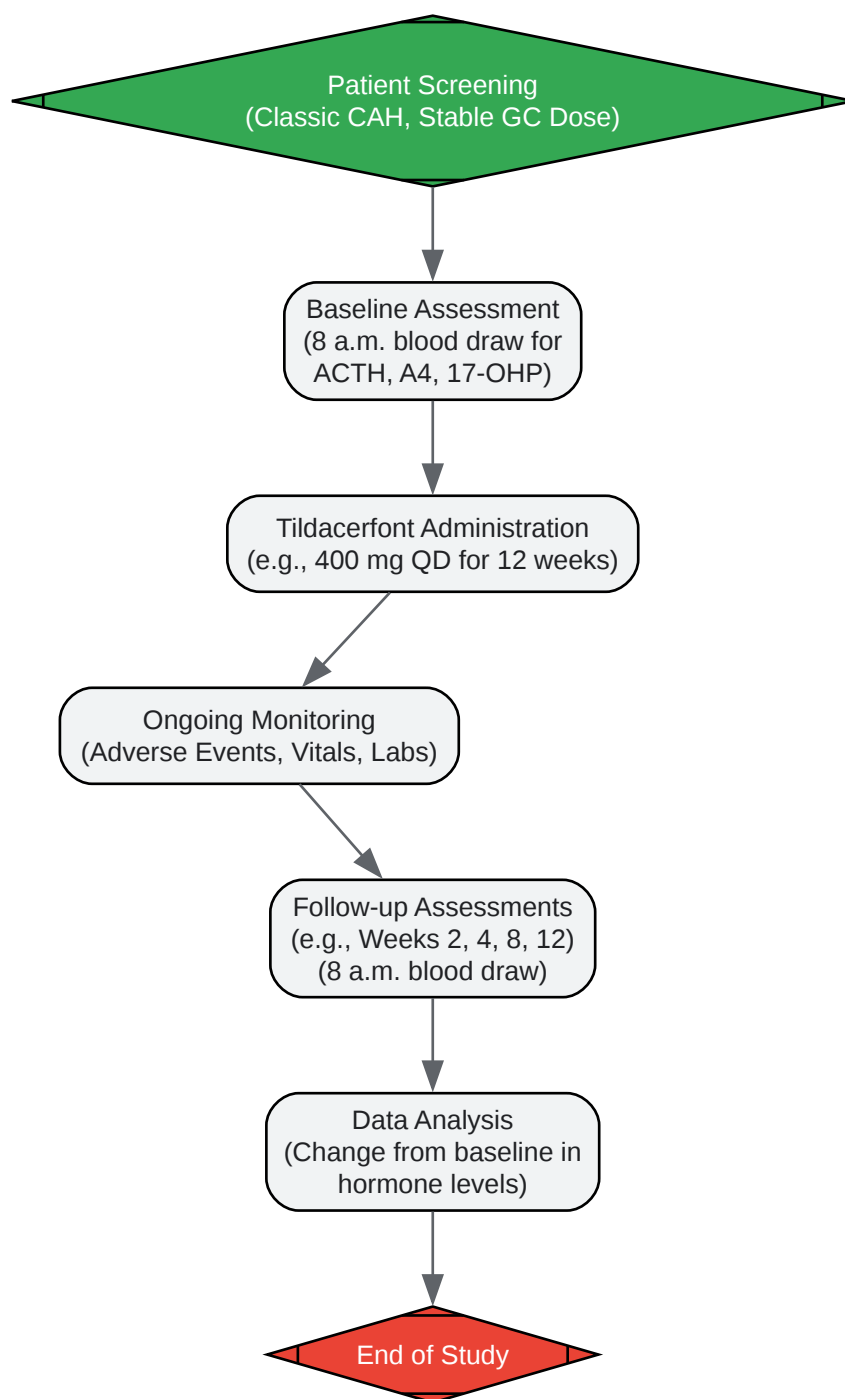 Patient Screening
(Classic CAH, Stable GC Dose)
Baseline Assessment
(8 a.m. blood draw for
ACTH, A4, 17-OHP)
Tildacerfont Administration
(e.g., 400 mg QD for 12 weeks)
Ongoing Monitoring
(Adverse Events, Vitals, Labs)
Follow-up Assessments
(e.g., Weeks 2, 4, 8, 12)
(8 a.m. blood draw)
Data Analysis
(Change from baseline in
hormone levels)
End of Study